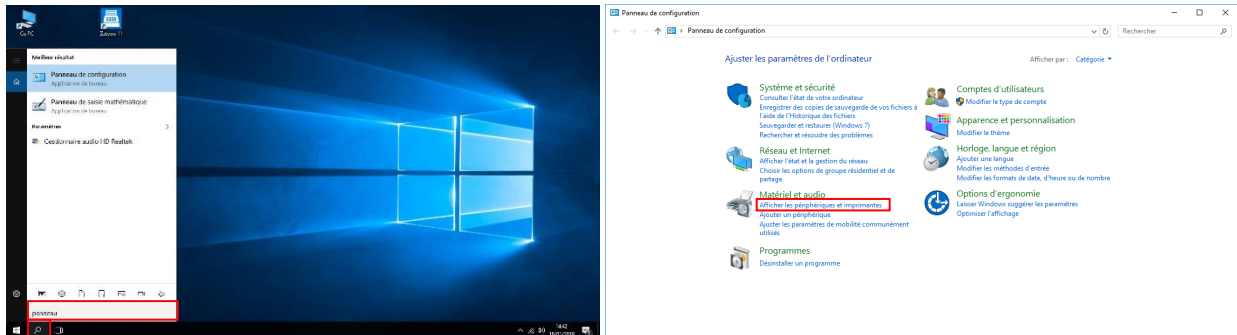 Ce PC
Zeiyoo 11
Meilleur résultat
Panneau de configuration
Application de bureau
Panneau de saisie mathématique
Application de bureau
Paramètres
Gestionnaire audio HD Realtek
panneau
14:42
Panneau de configuration
Panneau de configuration
Rechercher
Ajuster les paramètres de l'ordinateur
Afficher par : Catégorie
Système et sécurité
Consulter l'état de votre ordinateur
Enregistrer des copies de sauvegarde de vos fichiers à
l'aide de l'Historique des fichiers
Sauvegarder et restaurer (Windows 7)
Rechercher et résoudre des problèmes
Réseau et Internet
Afficher l'état et la gestion du réseau
Choisir les options de groupe résidentiel et de
partage
Matériel et audio
Afficher les périphériques et imprimantes
Ajouter un périphérique
Ajuster les paramètres de mobilité communément
utilisés
Programmes
Désinstaller un programme
Comptes d'utilisateurs
Modifier le type de compte
Apparence et personnalisation
Modifier le thème
Horloge, langue et région
Ajouter une langue
Modifier les méthodes d'entrée
Modifier les formats de date, d'heure ou de nombre
Options d'ergonomie
Laisser Windows suggérer les paramètres
Optimiser l'affichage